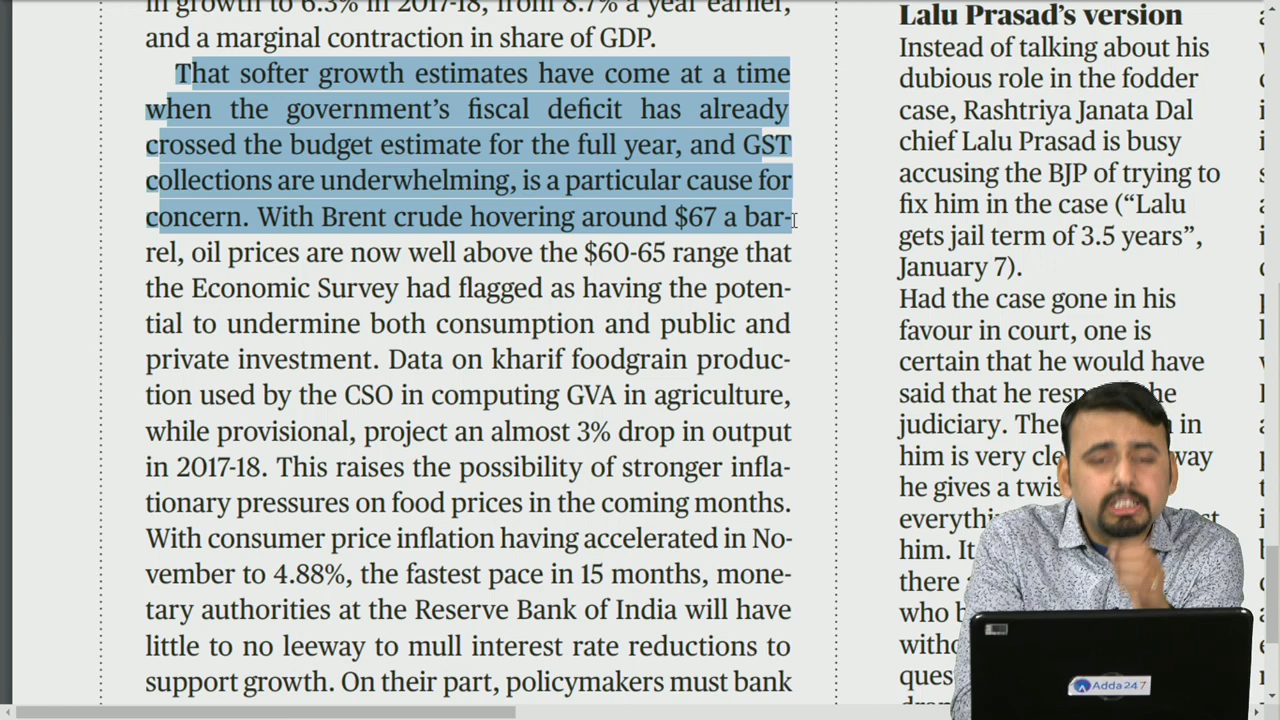 in growth to 6.3% in 2017-18, from 8.7% a year earlier,
and a marginal contraction in share of GDP.
That softer growth estimates have come at a time
when the government’s fiscal deficit has already
crossed the budget estimate for the full year, and GST
collections are underwhelming, is a particular cause for
concern. With Brent crude hovering around $67 a bar-
rel, oil prices are now well above the $60-65 range that
the Economic Survey had flagged as having the poten-
tial to undermine both consumption and public and
private investment. Data on kharif foodgrain produc-
tion used by the CSO in computing GVA in agriculture,
while provisional, project an almost 3% drop in output
in 2017-18. This raises the possibility of stronger infla-
tionary pressures on food prices in the coming months.
With consumer price inflation having accelerated in No-
vember to 4.88%, the fastest pace in 15 months, mone-
tary authorities at the Reserve Bank of India will have
little to no leeway to mull interest rate reductions to
support growth. On their part, policymakers must bank
Lalu Prasad’s version
Instead of talking about his
dubious role in the fodder
case, Rashtriya Janata Dal
chief Lalu Prasad is busy
accusing the BJP of trying to
fix him in the case (“Lalu
gets jail term of 3.5 years”,
January 7).
Had the case gone in his
favour in court, one is
certain that he would have
said that he he
judiciary. The in
him is very way
he gives a
him. It
there
who
Adda247